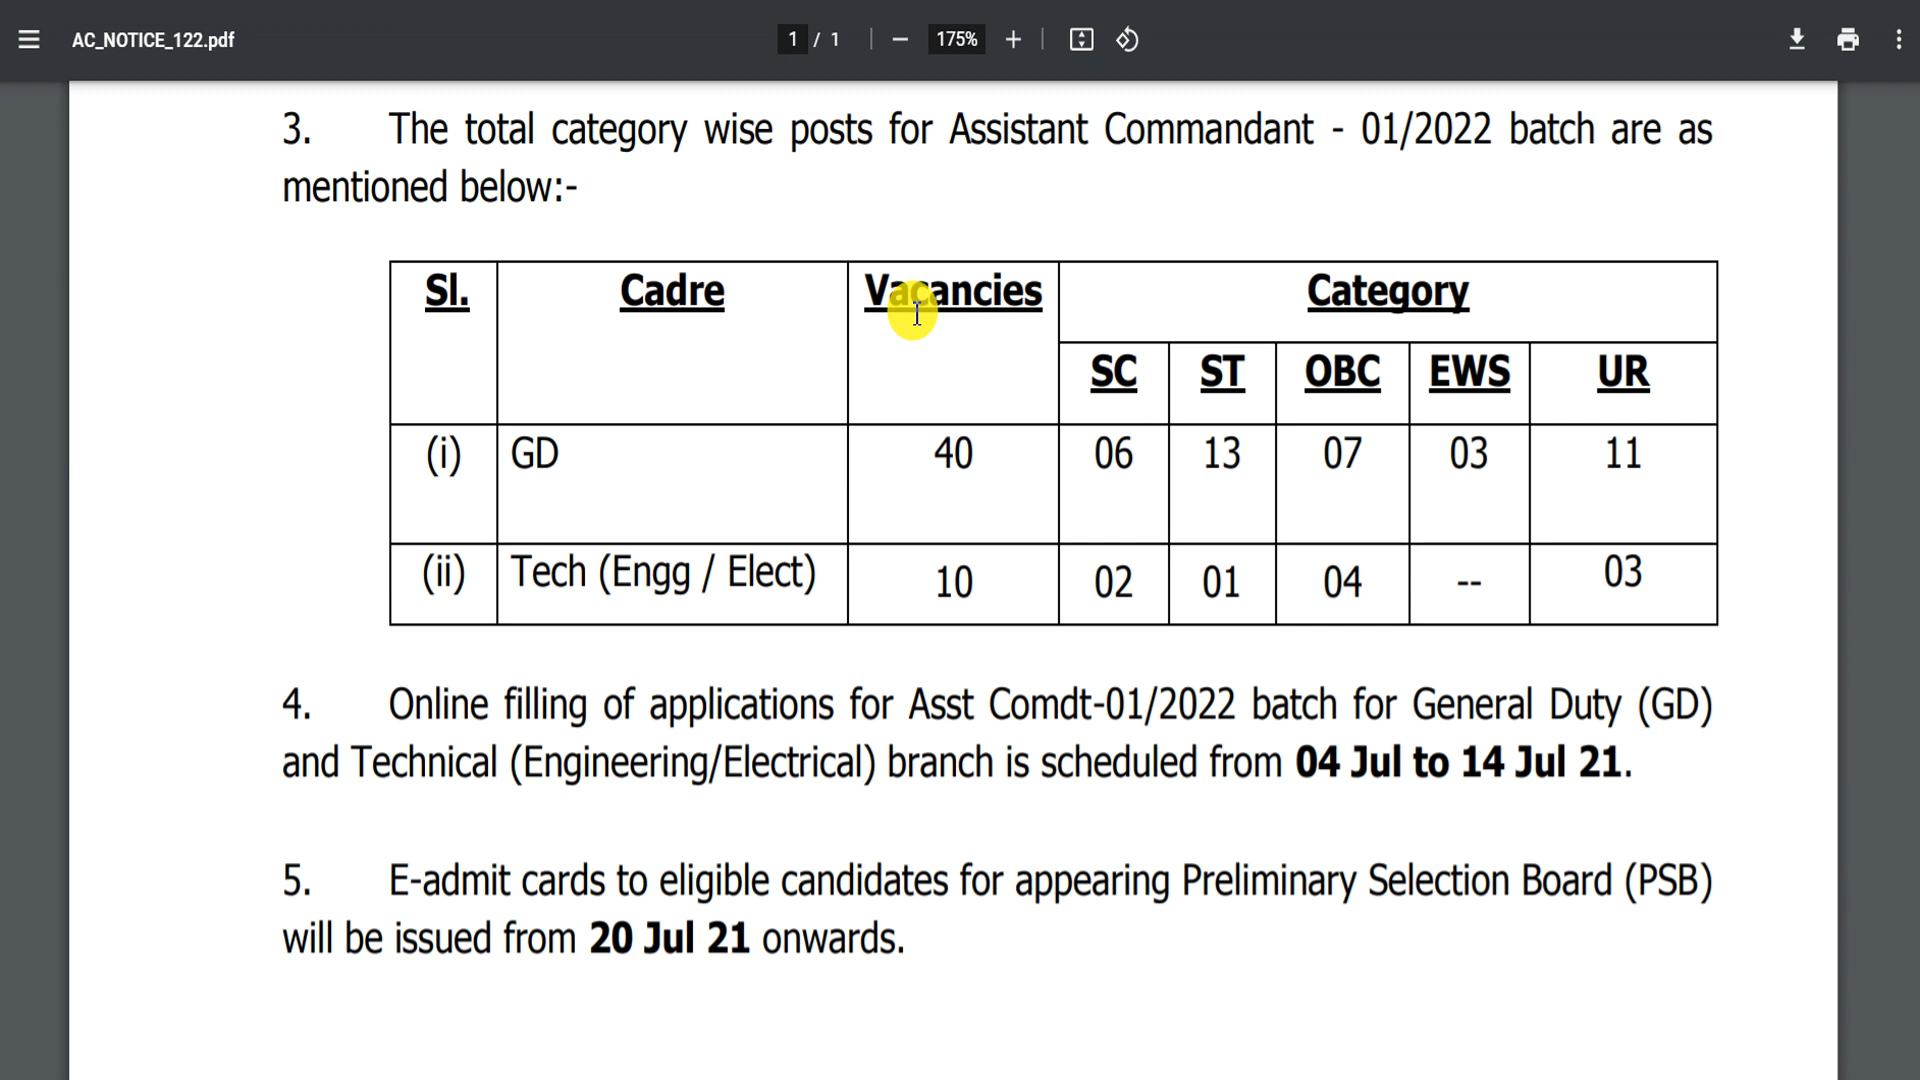 AC_NOTICE_122.pdf
1 / 1
175%
3. The total category wise posts for Assistant Commandant - 01/2022 batch are as
mentioned below:-
Sl. Cadre Vacancies Category
SC ST OBC EWS UR
(i) GD 40 06 13 07 03 11
(ii) Tech (Engg / Elect) 10 02 01 04 -- 03
4. Online filling of applications for Asst Comdt-01/2022 batch for General Duty (GD)
and Technical (Engineering/Electrical) branch is scheduled from 04 Jul to 14 Jul 21.
5. E-admit cards to eligible candidates for appearing Preliminary Selection Board (PSB)
will be issued from 20 Jul 21 onwards.